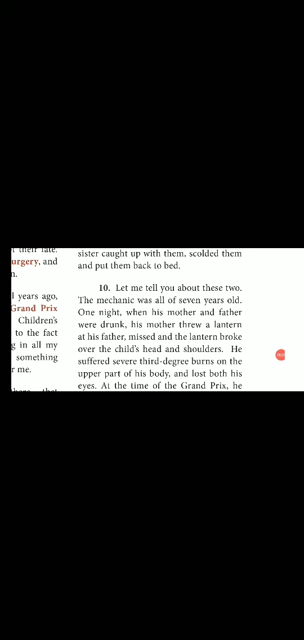 t their fate.
urgery, and
n.
l years ago,
Grand Prix
Children's
to the fact
g in all my
something
r me.
sister caught up with them, scolded them
and put them back to bed.
10. Let me tell you about these two.
The mechanic was all of seven years old.
One night, when his mother and father
were drunk, his mother threw a lantern
at his father, missed and the lantern broke
over the child's head and shoulders. He
suffered severe third-degree burns on the
upper part of his body, and lost both his
eyes. At the time of the Grand Prix, he